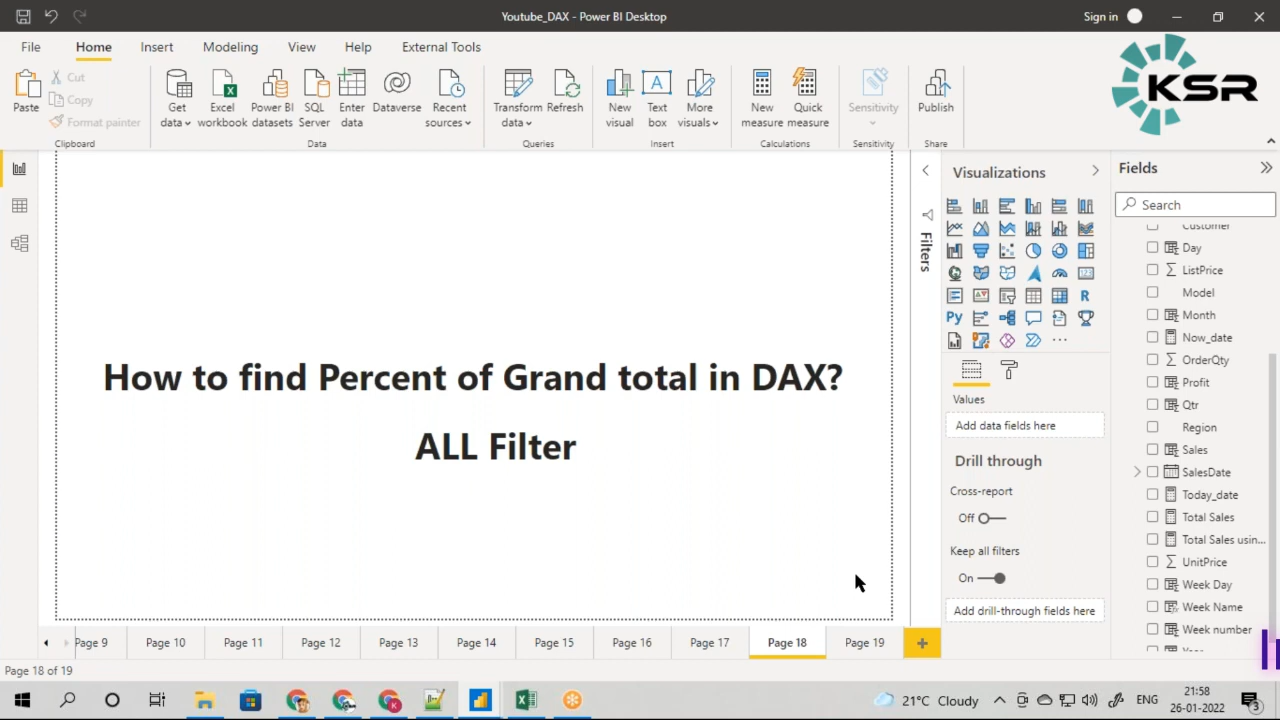 Youtube_DAX - Power BI Desktop
Sign in
File Home Insert Modeling View Help External Tools
KSR
Paste
Cut
Copy
Format painter
Clipboard
Get data
Excel workbook
Power BI datasets
SQL Server
Enter data
Dataverse
Recent sources
Data
Transform data
Refresh
Queries
New visual
Text box
More visuals
Insert
New measure
Quick measure
Calculations
Sensitivity
Sensitivity
Publish
Share
How to find Percent of Grand total in DAX?
ALL Filter
Filters
Visualizations
R
Py
Values
Add data fields here
Drill through
Cross-report
Off
Keep all filters
On
Add drill-through fields here
Fields
Search
Customer
Day
ListPrice
Model
Month
Now_date
OrderQty
Profit
Qtr
Region
Sales
SalesDate
Today_date
Total Sales
Total Sales usin...
UnitPrice
Week Day
Week Name
Week number
Year
Page 9 Page 10 Page 11 Page 12 Page 13 Page 14 Page 15 Page 16 Page 17 Page 18 Page 19
Page 18 of 19
21°C Cloudy
ENG
21:58
26-01-2022
3